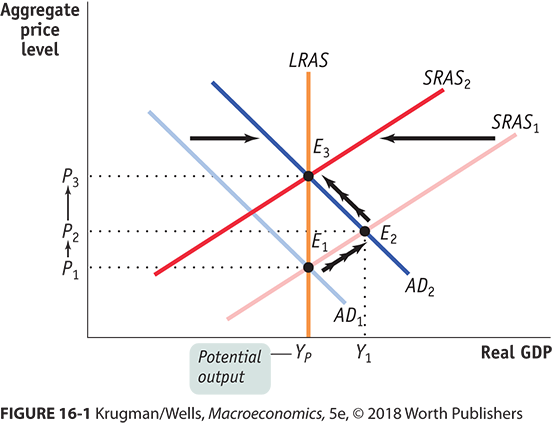 Aggregate
price
level
LRAS
SRAS₂
SRAS₁
E₃
P₃
P₂
E₂
E₁
P₁
AD₂
AD₁
Potential
output
Yₚ
Y₁
Real GDP
FIGURE 16-1 Krugman/Wells, Macroeconomics, 5e, © 2018 Worth Publishers